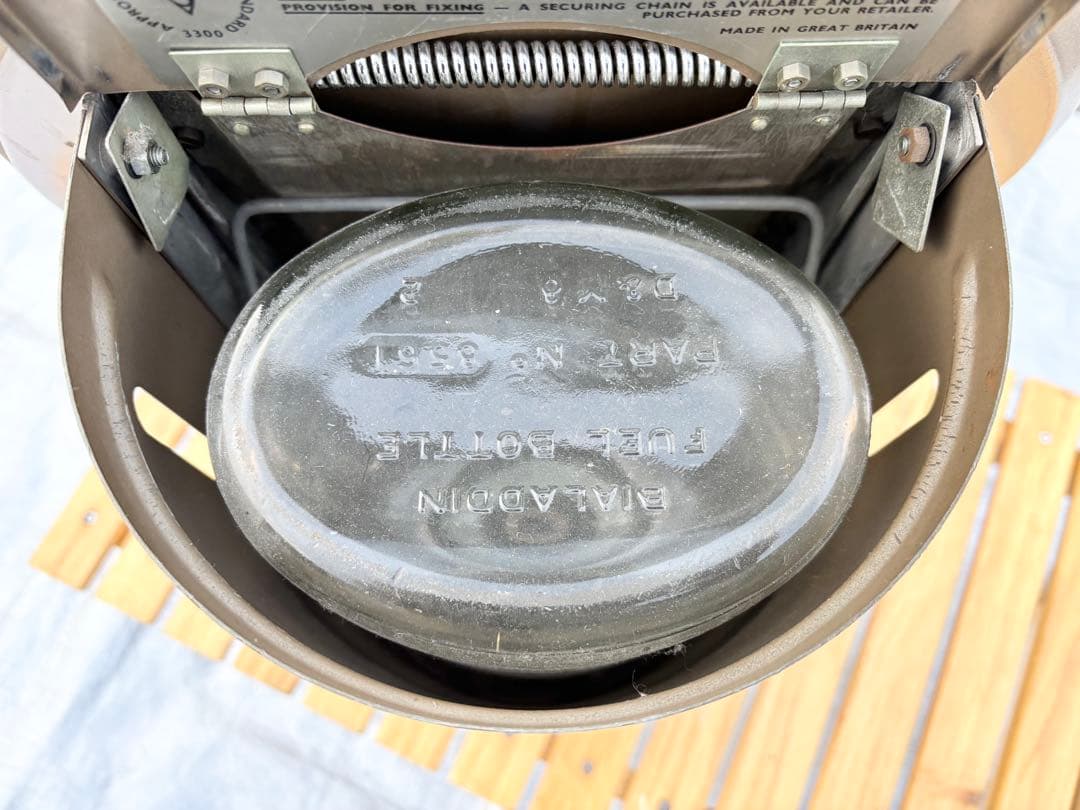 PROVISION FOR FIXING — A SECURING CHAIN IS AVAILABLE AND CAN BE
PURCHASED FROM YOUR RETAILER.
3300
MADE IN GREAT BRITAIN
BIALADDIN
FUEL BOTTLE
PART Nº